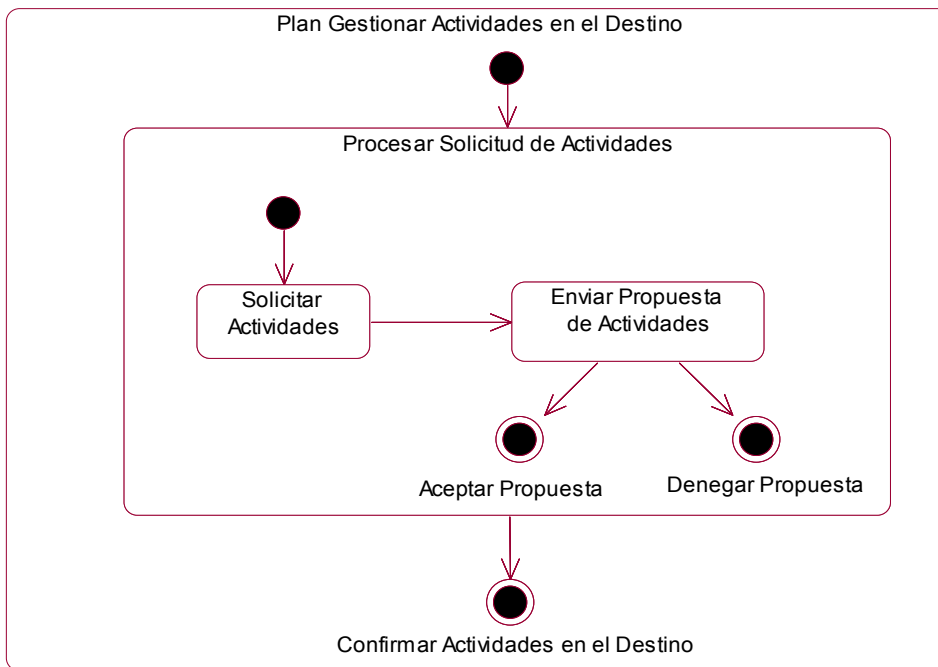 Plan Gestionar Actividades en el Destino
Procesar Solicitud de Actividades
Solicitar
Actividades
Enviar Propuesta
de Actividades
Aceptar Propuesta
Denegar Propuesta
Confirmar Actividades en el Destino